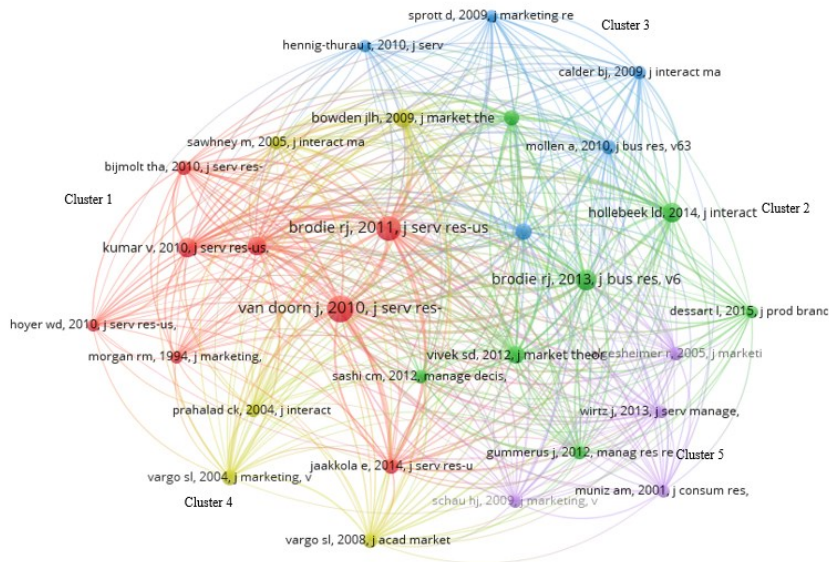 sprott d, 2009, j marketing re
Cluster 3
hennig-thurau t, 2010, j serv
calder bj, 2009, j interact ma
bowden jlh, 2009, j market the
sawhney m, 2005, j interact ma
mollen a, 2010, j bus res, v63
bijmolt tha, 2010, j serv res-
Cluster 1
hollebeek ld, 2014, j interact
Cluster 2
brodie rj, 2011, j serv res-us
kumar v, 2010, j serv res-us,
brodie rj, 2013, j bus res, v6
van doorn j, 2010, j serv res-
dessart l, 2015, j prod branc
hoyer wd, 2010, j serv res-us,
morgan rm, 1994, j marketing,
vivek sd, 2012, j market theor
2005, j marketi
sashi cm, 2012, manage decis,
prahalad ck, 2004, j interact
wirtz j, 2013, j serv manage,
gummerus j, 2012, manag res re
Cluster 5
jaakkola e, 2014, j serv res-u
vargo sl, 2004, j marketing, v
muniz am, 2001, j consum res,
Cluster 4
schau hj, 2009, j marketing, v
vargo sl, 2008, j acad market